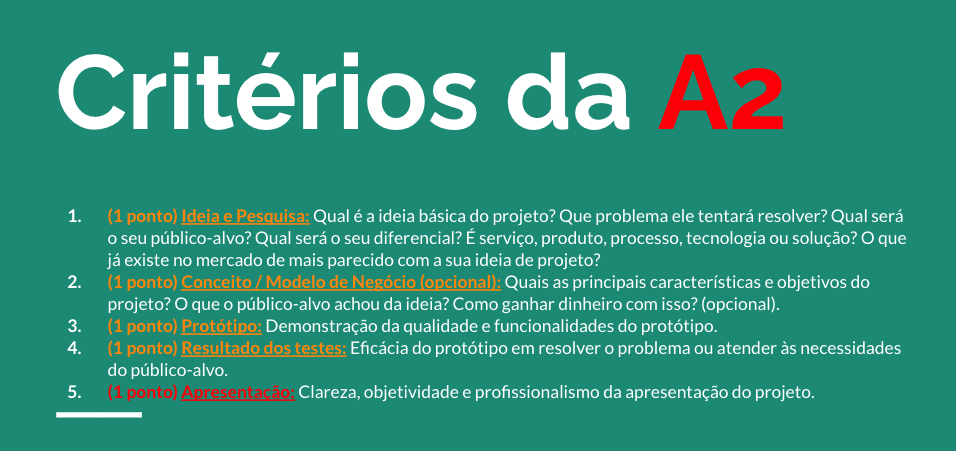 Critérios da A2
1. (1 ponto) Ideia e Pesquisa: Qual é a ideia básica do projeto? Que problema ele tentará resolver? Qual será
o seu público-alvo? Qual será o seu diferencial? É serviço, produto, processo, tecnologia ou solução? O que
já existe no mercado de mais parecido com a sua ideia de projeto?
2. (1 ponto) Conceito / Modelo de Negócio (opcional): Quais as principais características e objetivos do
projeto? O que o público-alvo achou da ideia? Como ganhar dinheiro com isso? (opcional).
3. (1 ponto) Protótipo: Demonstração da qualidade e funcionalidades do protótipo.
4. (1 ponto) Resultado dos testes: Eficácia do protótipo em resolver o problema ou atender às necessidades
do público-alvo.
5. (1 ponto) Apresentação: Clareza, objetividade e profissionalismo da apresentação do projeto.